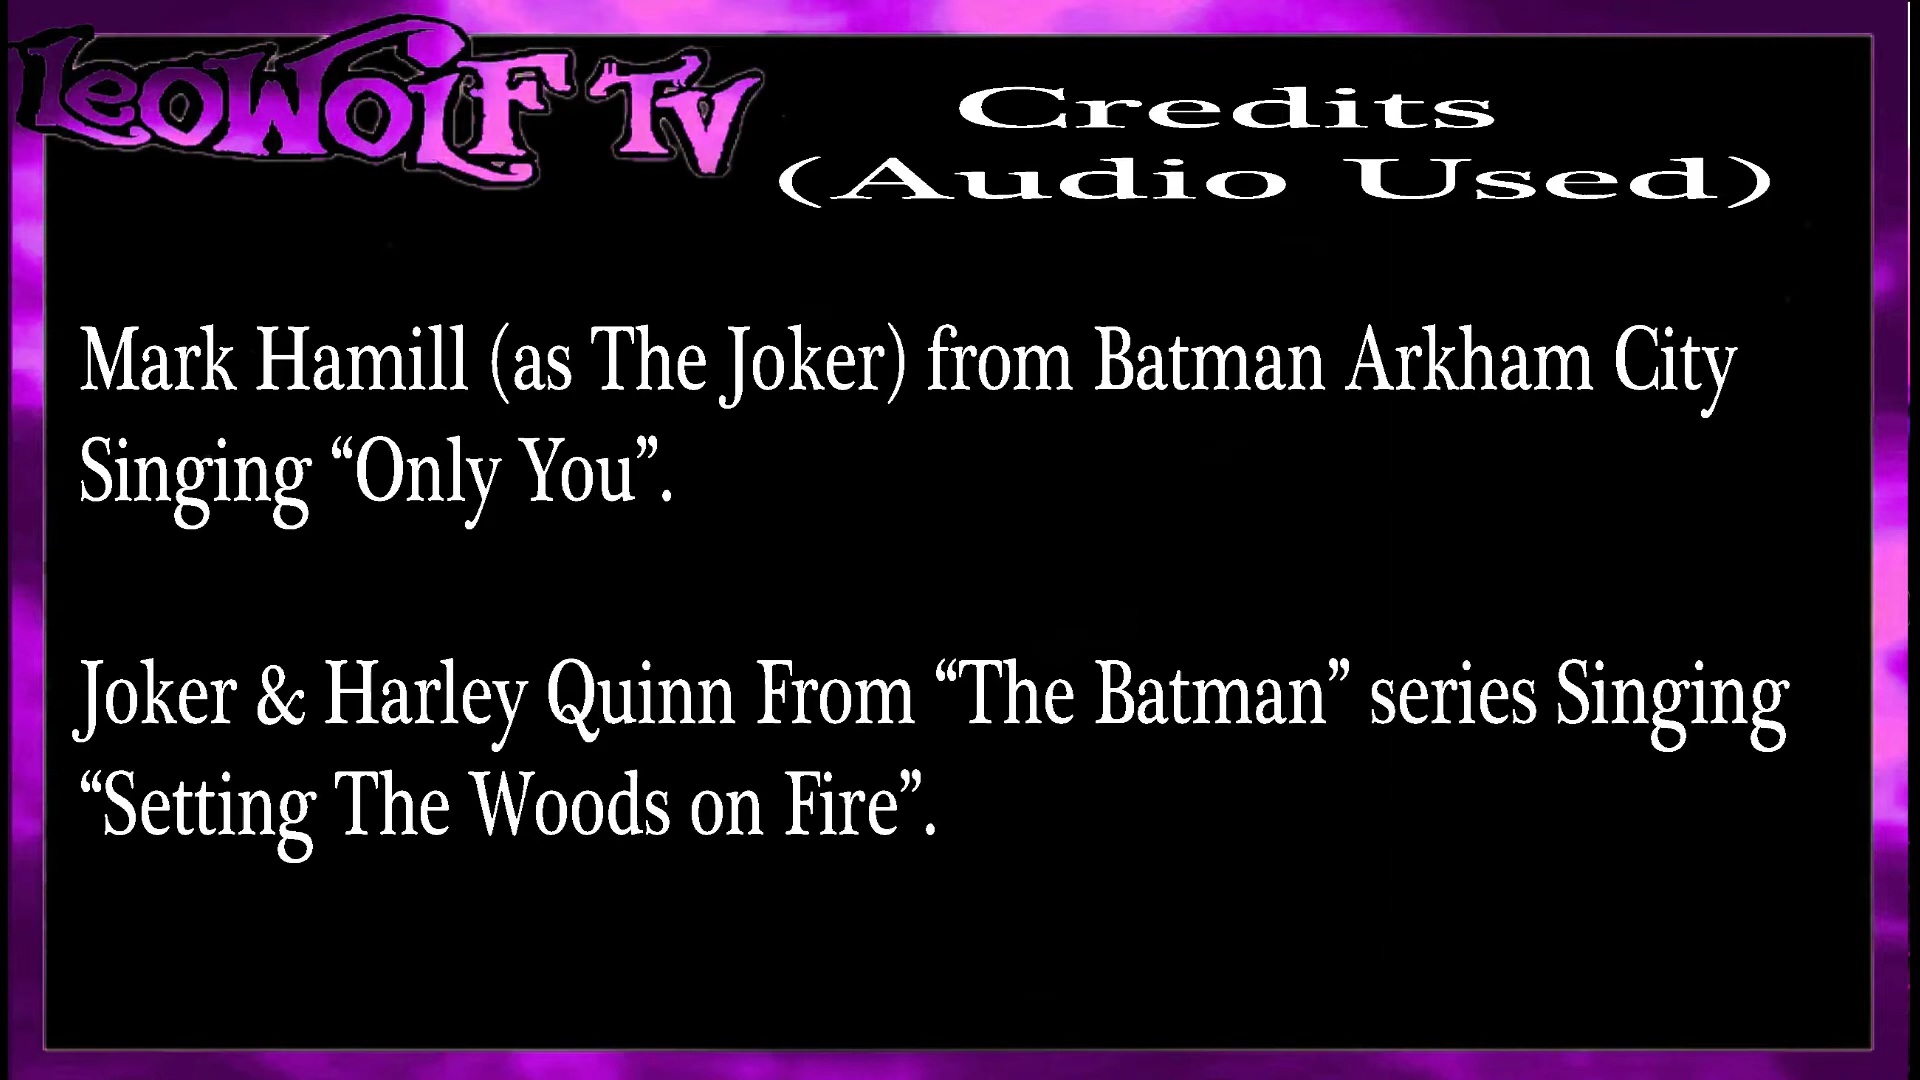 LeoWolf TV
Credits
(Audio Used)
Mark Hamill (as The Joker) from Batman Arkham City
Singing “Only You”.
Joker & Harley Quinn From “The Batman” series Singing
“Setting The Woods on Fire”.